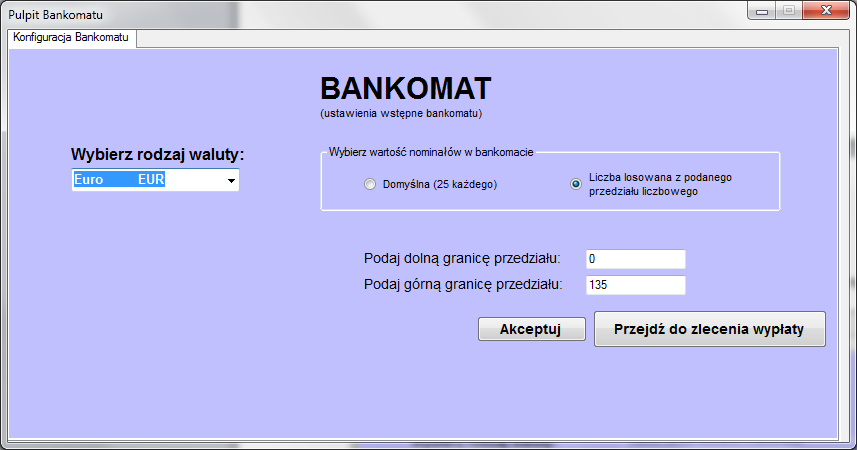 Pulpit Bankomatu
Konfiguracja Bankomatu
BANKOMAT
(ustawienia wstępne bankomatu)
Wybierz rodzaj waluty:
Euro EUR
Wybierz wartość nominałów w bankomacie
Domyślna (25 każdego)
Liczba losowana z podanego
przedziału liczbowego
Podaj dolną granicę przedziału:
0
Podaj górną granicę przedziału:
135
Akceptuj
Przejdź do zlecenia wypłaty